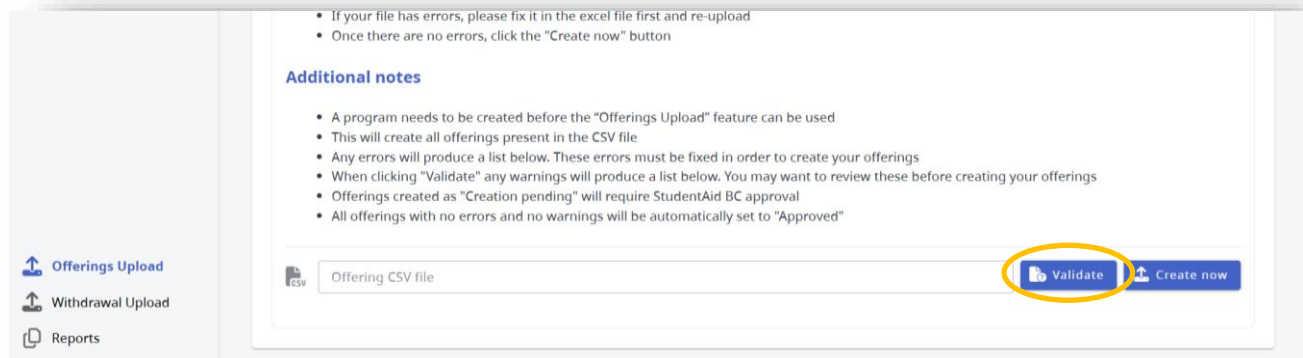 If your file has errors, please fix it in the excel file first and re-upload
Once there are no errors, click the "Create now" button
Additional notes
A program needs to be created before the “Offerings Upload” feature can be used
This will create all offerings present in the CSV file
Any errors will produce a list below. These errors must be fixed in order to create your offerings
When clicking "Validate" any warnings will produce a list below. You may want to review these before creating your offerings
Offerings created as "Creation pending" will require StudentAid BC approval
All offerings with no errors and no warnings will be automatically set to "Approved"
Offerings Upload
CSV
Offering CSV file
Validate
Create now
Withdrawal Upload
Reports